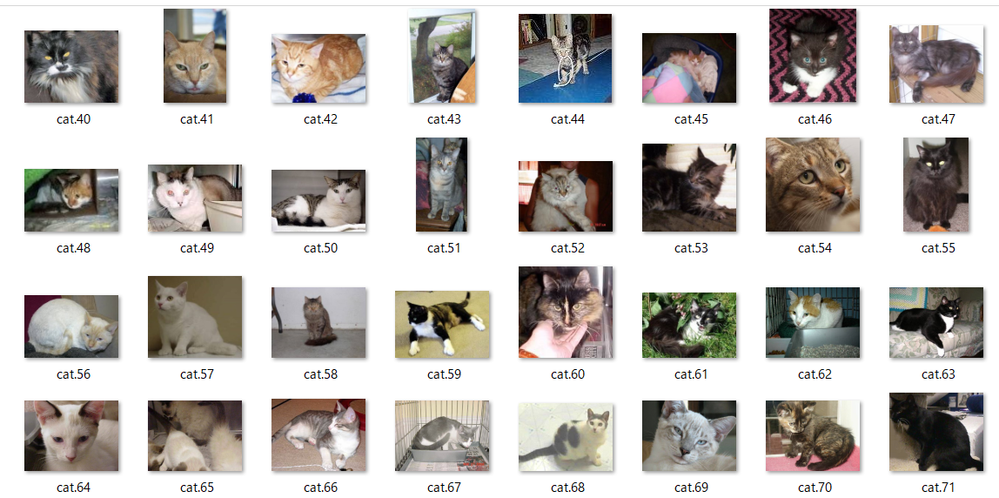 cat.40 cat.41 cat.42 cat.43 cat.44 cat.45 cat.46 cat.47
cat.48 cat.49 cat.50 cat.51 cat.52 cat.53 cat.54 cat.55
cat.56 cat.57 cat.58 cat.59 cat.60 cat.61 cat.62 cat.63
cat.64 cat.65 cat.66 cat.67 cat.68 cat.69 cat.70 cat.71